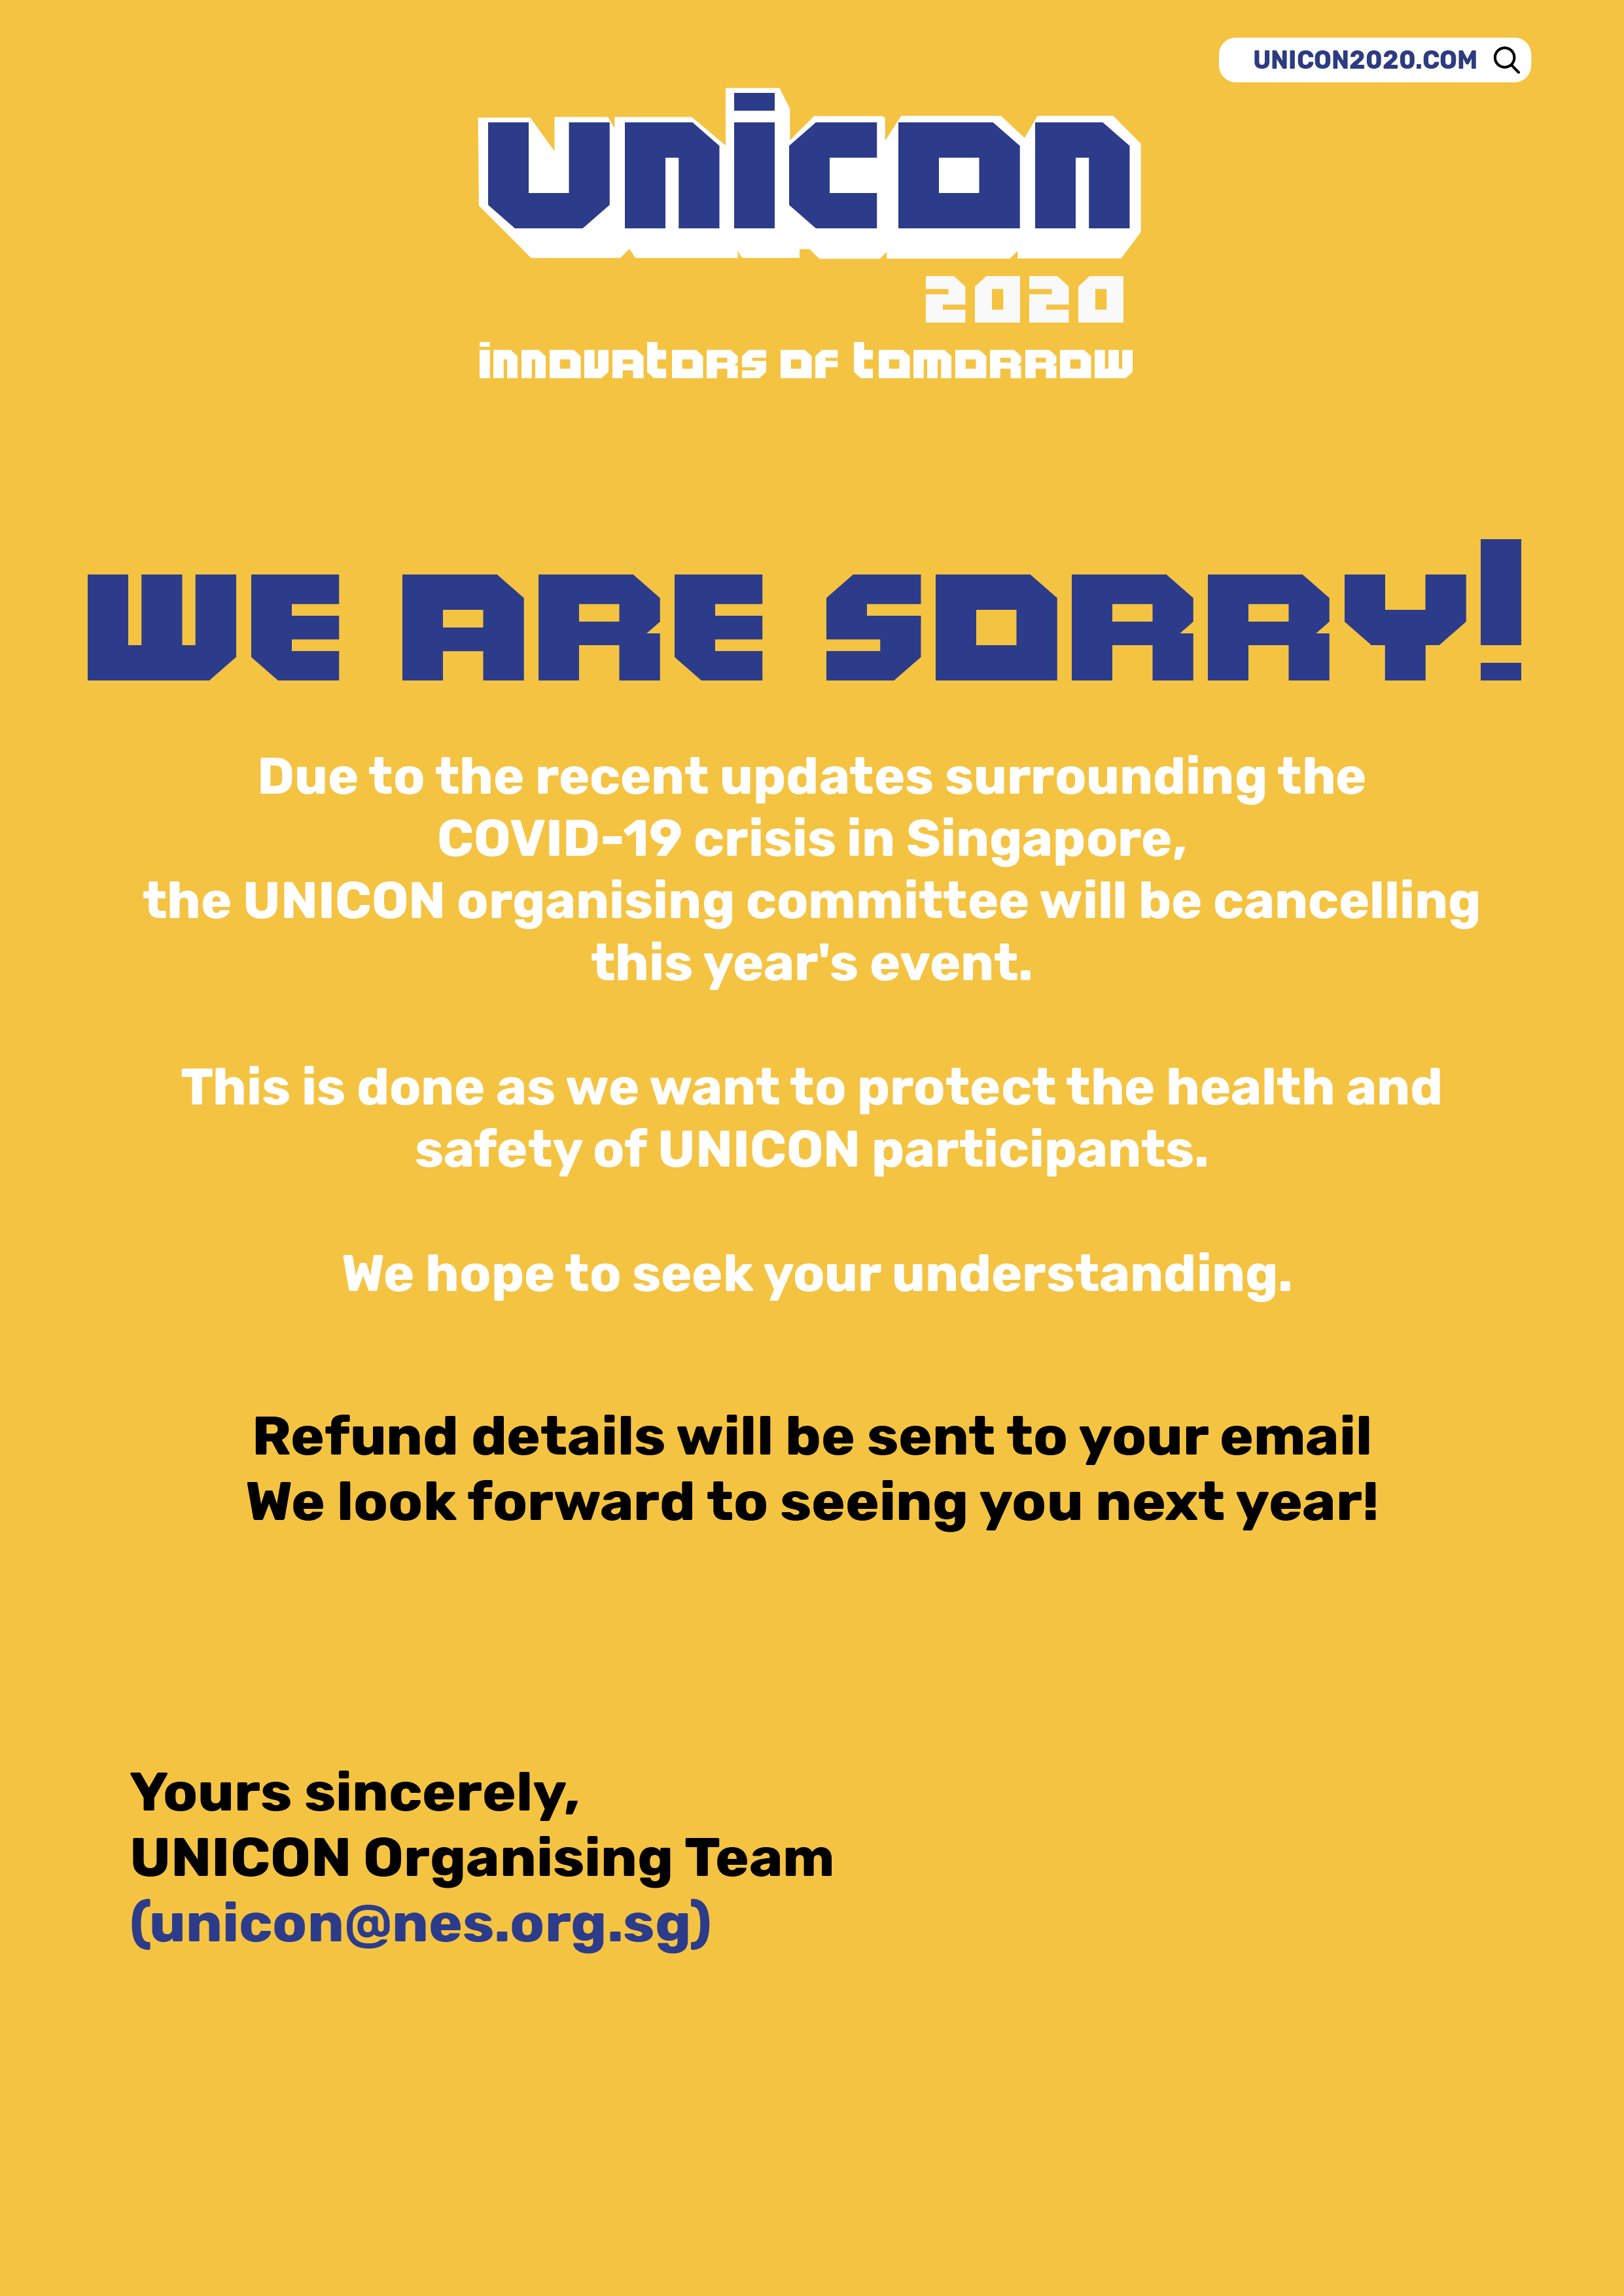 UNICON2020.COM
unicon
2020
innovators of tomorrow
WE ARE SORRY!
Due to the recent updates surrounding the
COVID-19 crisis in Singapore,
the UNICON organising committee will be cancelling
this year's event.
This is done as we want to protect the health and
safety of UNICON participants.
We hope to seek your understanding.
Refund details will be sent to your email
We look forward to seeing you next year!
Yours sincerely,
UNICON Organising Team
(unicon@nes.org.sg)